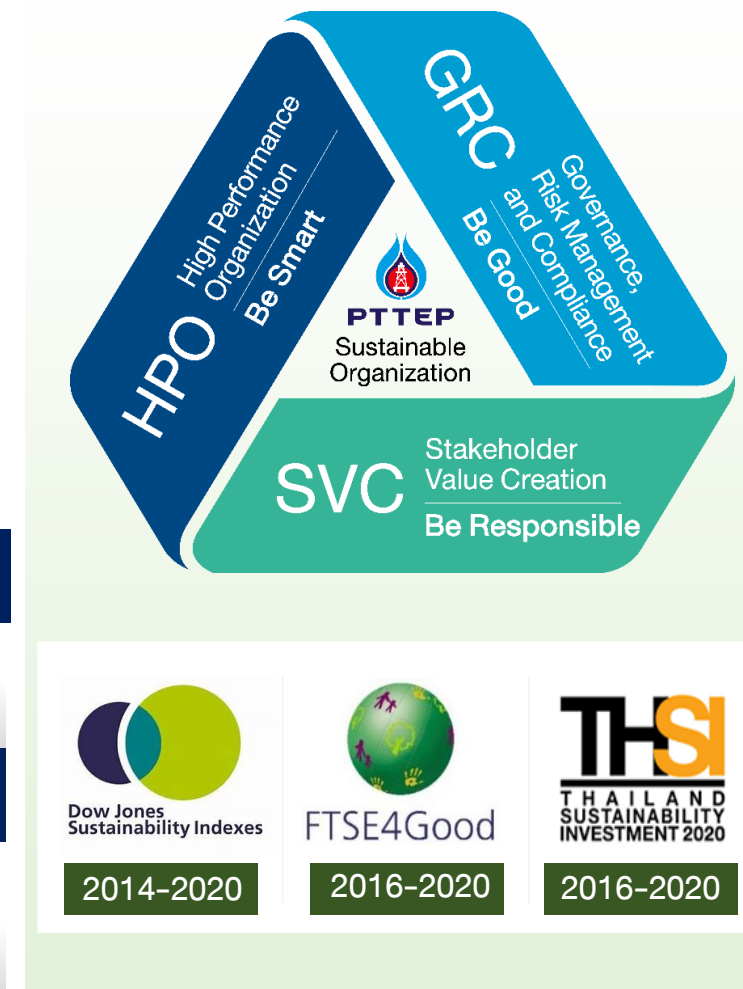 HPO
High Performance
Organization
Be Smart
GRC
Governance,
Risk Management
and Compliance
Be Good
PTTEP
Sustainable
Organization
SVC
Stakeholder
Value Creation
Be Responsible
Dow Jones
Sustainability Indexes
2014-2020
FTSE4Good
2016-2020
THSI
THAILAND
SUSTAINABILITY
INVESTMENT 2020
2016-2020